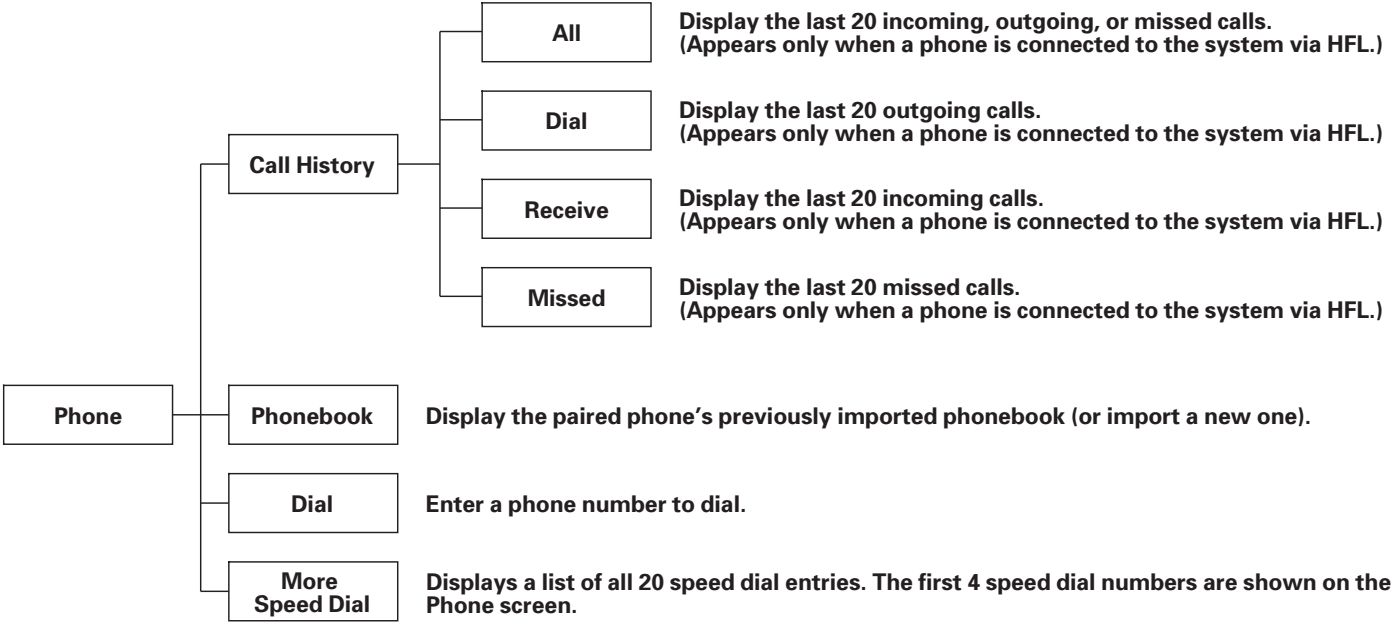 All
Display the last 20 incoming, outgoing, or missed calls.
(Appears only when a phone is connected to the system via HFL.)
Dial
Display the last 20 outgoing calls.
(Appears only when a phone is connected to the system via HFL.)
Call History
Receive
Display the last 20 incoming calls.
(Appears only when a phone is connected to the system via HFL.)
Missed
Display the last 20 missed calls.
(Appears only when a phone is connected to the system via HFL.)
Phone
Phonebook
Display the paired phone’s previously imported phonebook (or import a new one).
Dial
Enter a phone number to dial.
More
Speed Dial
Displays a list of all 20 speed dial entries. The first 4 speed dial numbers are shown on the
Phone screen.